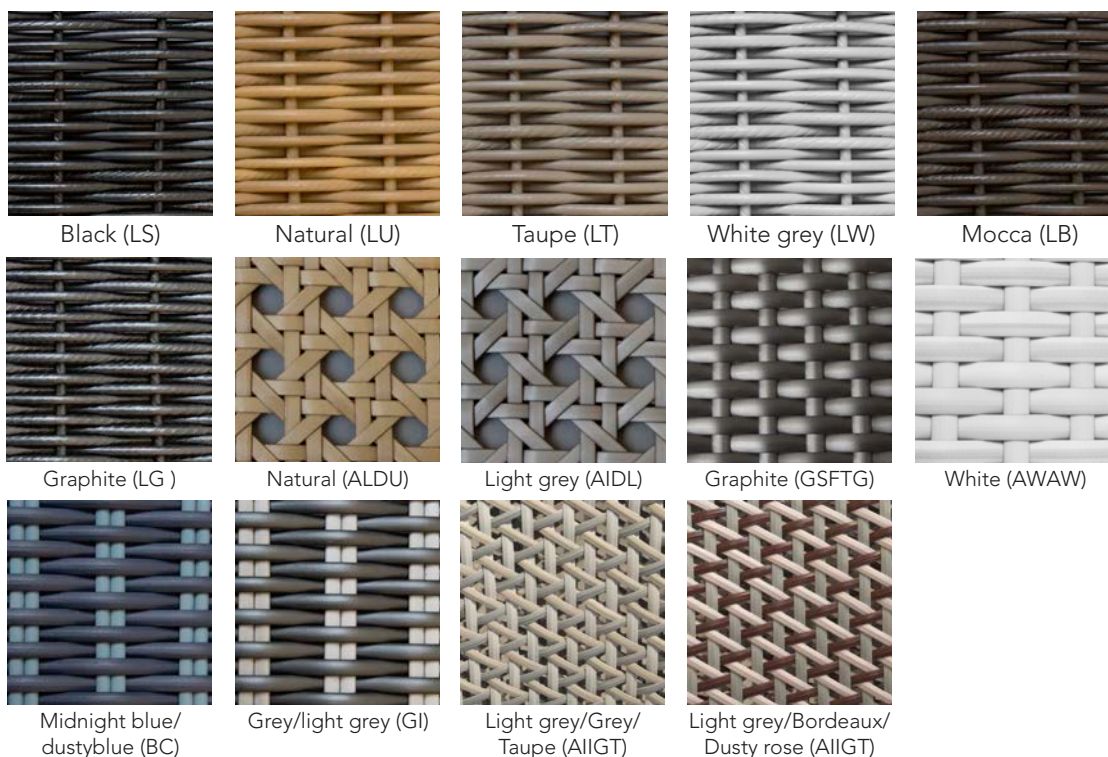 Black (LS)
Natural (LU)
Taupe (LT)
White grey (LW)
Mocca (LB)
Graphite (LG )
Natural (ALDU)
Light grey (AIDL)
Graphite (GSFTG)
White (AWAW)
Midnight blue/
dustyblue (BC)
Grey/light grey (GI)
Light grey/Grey/
Taupe (AIIGT)
Light grey/Bordeaux/
Dusty rose (AIIGT)